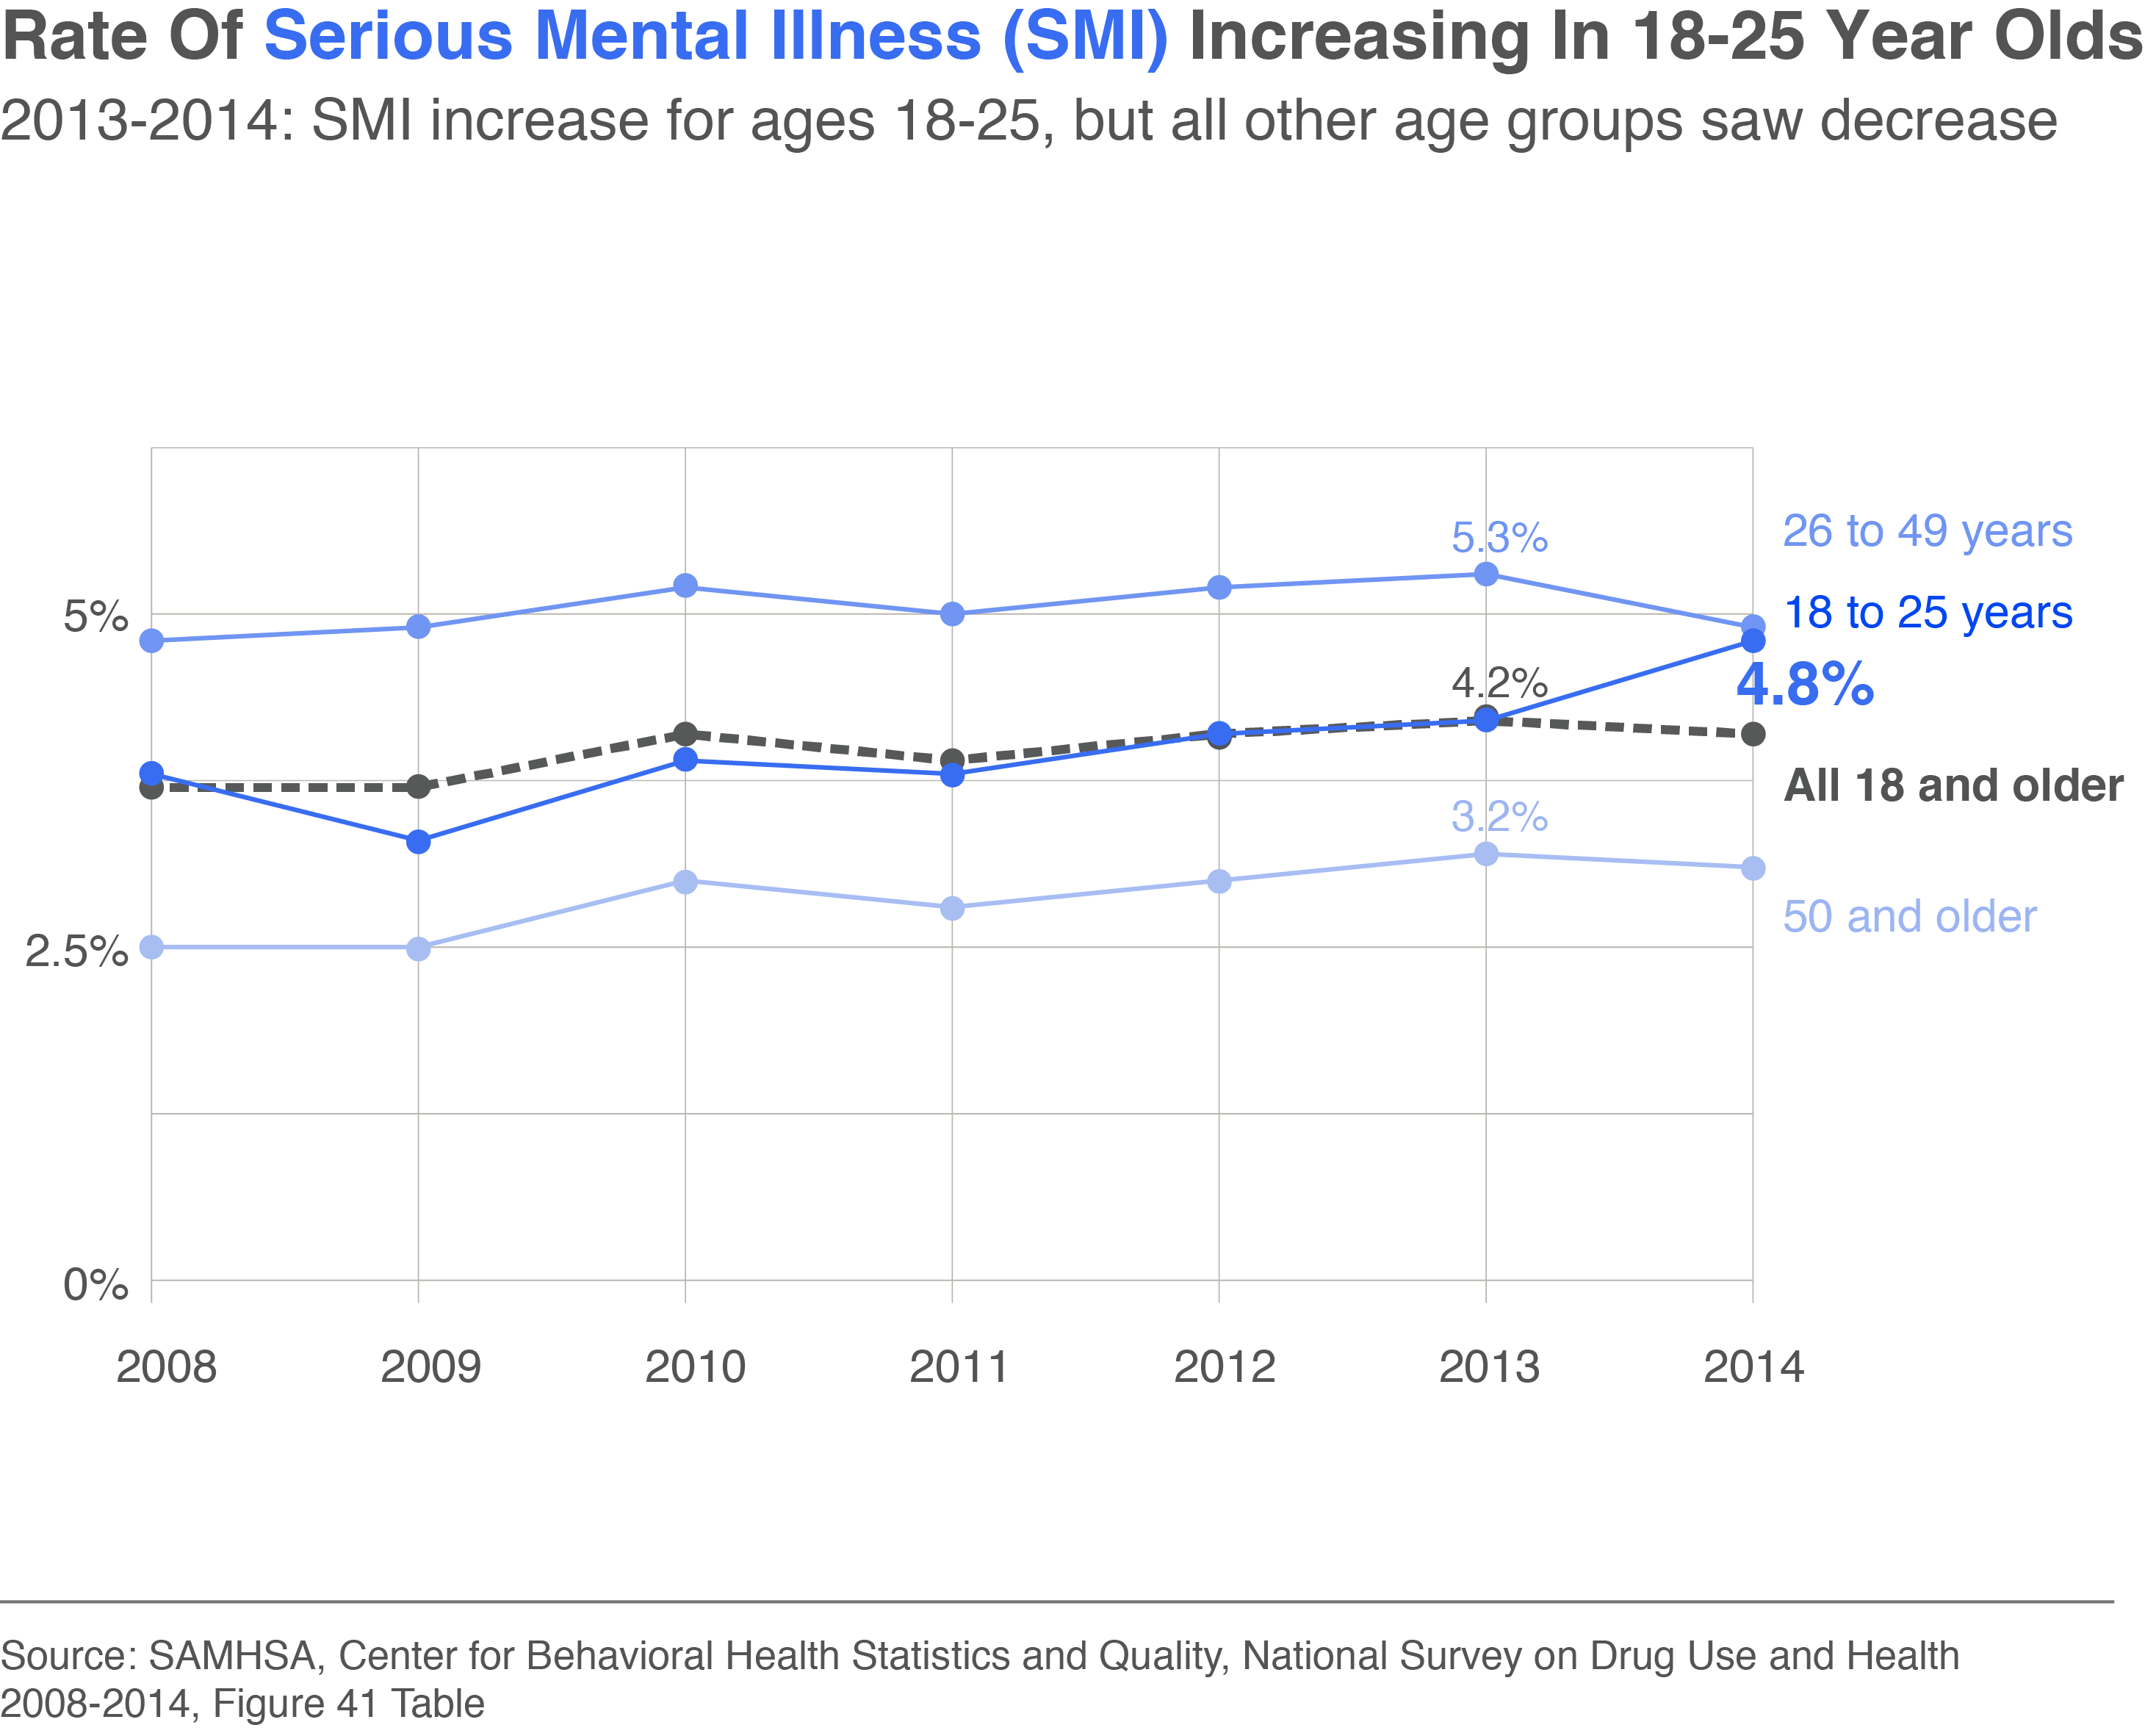 Rate Of Serious Mental Illness (SMI) Increasing In 18-25 Year Olds
2013-2014: SMI increase for ages 18-25, but all other age groups saw decrease
5.3%
26 to 49 years
5%
18 to 25 years
4.2%
4.8%
All 18 and older
3.2%
50 and older
2.5%
0%
2008 2009 2010 2011 2012 2013 2014
Source: SAMHSA, Center for Behavioral Health Statistics and Quality, National Survey on Drug Use and Health
2008-2014, Figure 41 Table